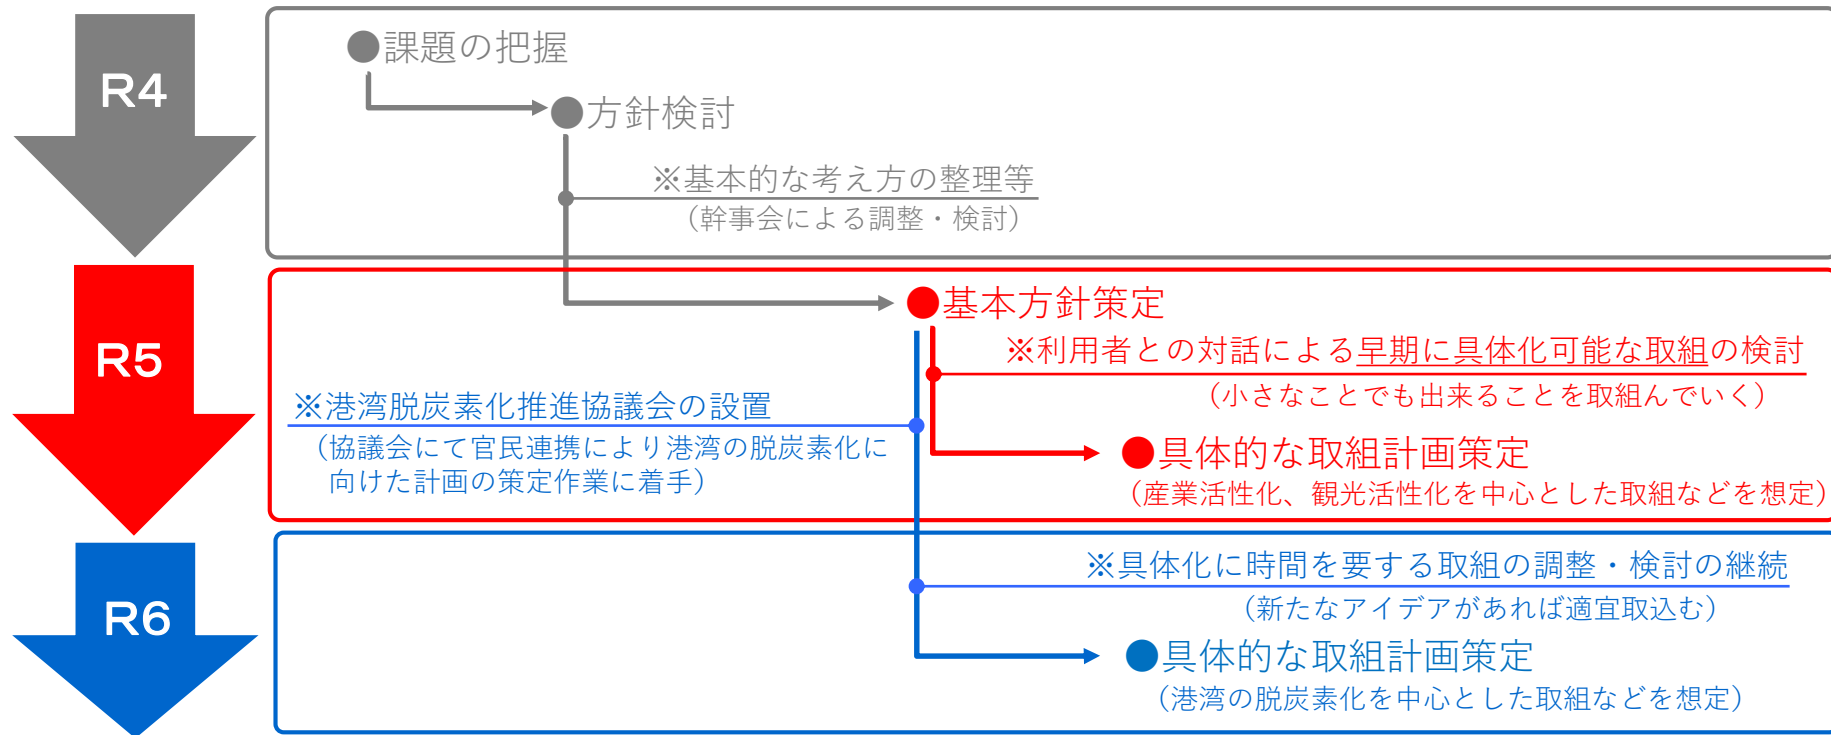 R4
●課題の把握
●方針検討
※基本的な考え方の整理等
（幹事会による調整・検討）
R5
●基本方針策定
※利用者との対話による早期に具体化可能な取組の検討
（小さなことでも出来ることを取組んでいく）
※港湾脱炭素化推進協議会の設置
（協議会にて官民連携により港湾の脱炭素化に
向けた計画の策定作業に着手）
●具体的な取組計画策定
（産業活性化、観光活性化を中心とした取組などを想定）
R6
※具体化に時間を要する取組の調整・検討の継続
（新たなアイデアがあれば適宜取込む）
●具体的な取組計画策定
（港湾の脱炭素化を中心とした取組などを想定）